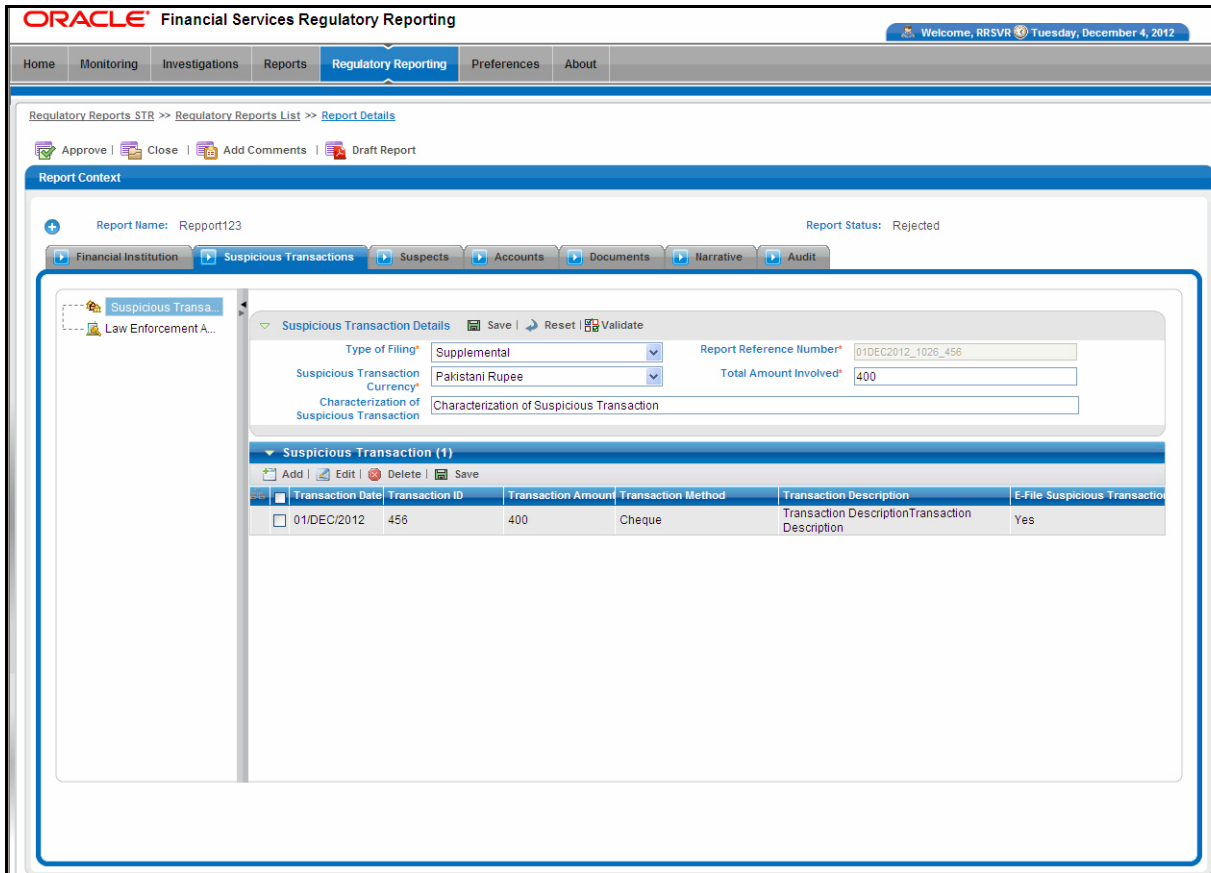 ORACLE® Financial Services Regulatory Reporting
Welcome, RRSVR Tuesday, December 4, 2012
Home Monitoring Investigations Reports Regulatory Reporting Preferences About
Regulatory Reports STR >> Regulatory Reports List >> Report Details
Approve | Close | Add Comments | Draft Report
Report Context
Report Name: Repport123 Report Status: Rejected
Financial Institution Suspicious Transactions Suspects Accounts Documents Narrative Audit
Suspicious Transa...
Law Enforcement A...
Suspicious Transaction Details Save | Reset | Validate
Type of Filing* Supplemental Report Reference Number* 01DEC2012_1026_456
Suspicious Transaction Currency* Pakistani Rupee Total Amount Involved* 400
Characterization of Suspicious Transaction Characterization of Suspicious Transaction
Suspicious Transaction (1)
Add | Edit | Delete | Save
Transaction Date Transaction ID Transaction Amount Transaction Method Transaction Description E-File Suspicious Transaction
01/DEC/2012 456 400 Cheque Transaction DescriptionTransaction Description Yes